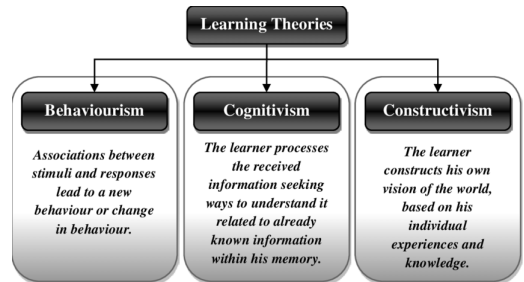 Learning Theories
Behaviourism
Associations between
stimuli and responses
lead to a new
behaviour or change
in behaviour.
Cognitivism
The learner processes
the received
information seeking
ways to understand it
related to already
known information
within his memory.
Constructivism
The learner
constructs his own
vision of the world,
based on his
individual
experiences and
knowledge.